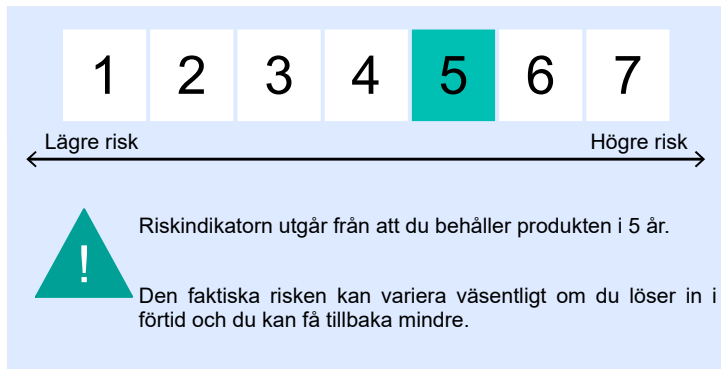 1 2 3 4 5 6 7
Lägre risk Högre risk
Riskindikatorn utgår från att du behåller produkten i 5 år.
!
Den faktiska risken kan variera väsentligt om du löser in i
förtid och du kan få tillbaka mindre.